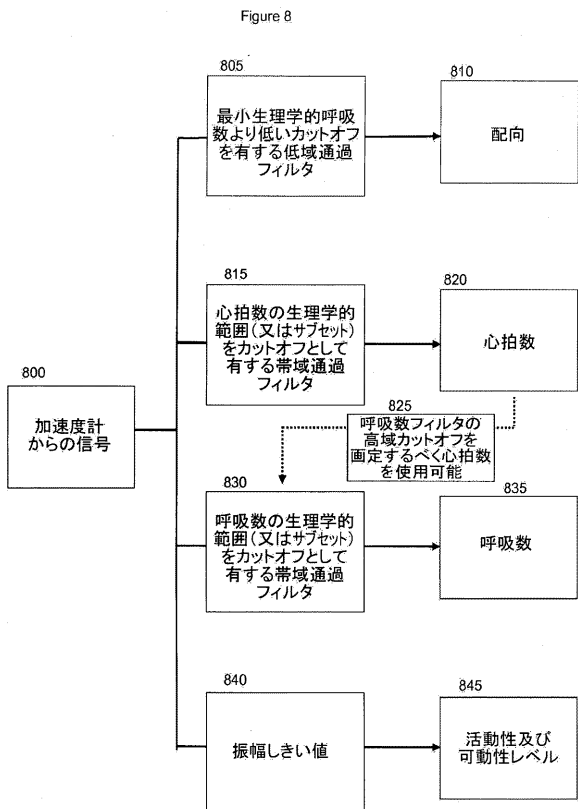 Figure 8
805
最小生理学的呼吸
数より低いカットオフ
を有する低域通過
フィルタ
810
配向
815
心拍数の生理学的
範囲(又はサブセット)
をカットオフとして
有する帯域通過
フィルタ
820
心拍数
800
加速度計
からの信号
825
呼吸数フィルタの
高域カットオフを
画定するべく心拍数
を使用可能
830
呼吸数の生理学的
範囲(又はサブセット)
をカットオフとして
有する帯域通過
フィルタ
835
呼吸数
840
振幅しきい値
845
活動性及び
可動性レベル